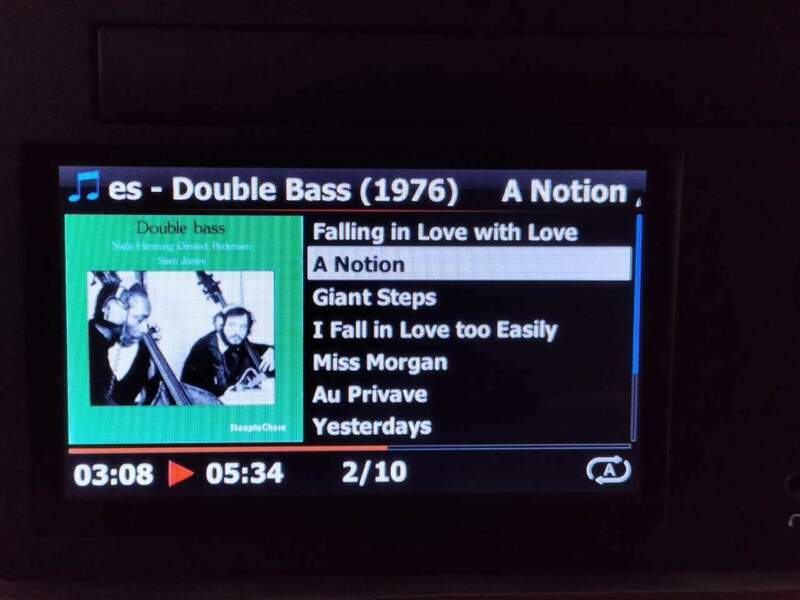 es - Double Bass (1976) A Notion
Double bass
Niels-Henning Ørsted Pedersen
Sam Jones
SteepleChase
Falling in Love with Love
A Notion
Giant Steps
I Fall in Love too Easily
Miss Morgan
Au Privave
Yesterdays
03:08 05:34 2/10 A